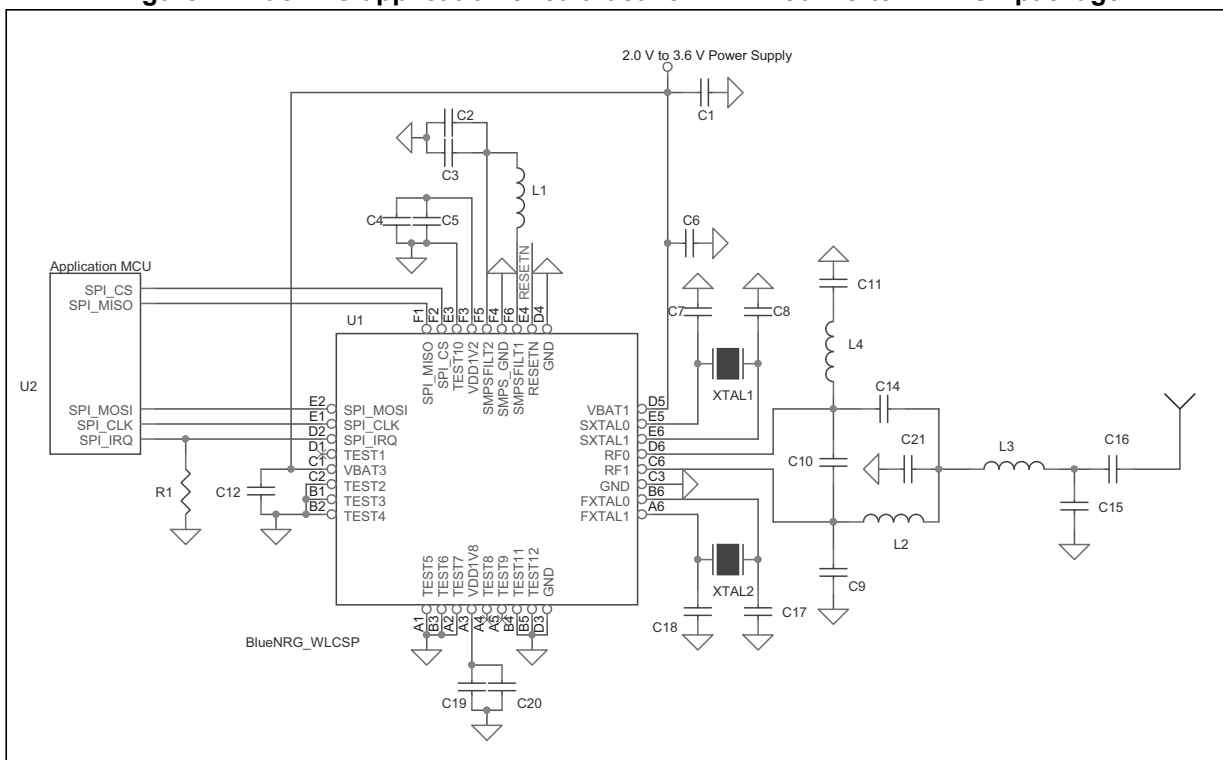 2.0 V to 3.6 V Power Supply
C1
C2
C3
L1
C4
C5
C6
RESETN
Application MCU
SPI_CS
SPI_MISO
SPI_MOSI
SPI_CLK
SPI_IRQ
U2
U1
F1
F2
E3
F3
F5
F4
F6
E4
D4
SPI_MISO
SPI_CS
TEST10
VDD1V2
SMPSFILT2
SMPS_GND
SMPSFILT1
RESETN
GND
E2
E1
D2
D1
C1
C2
B1
B2
SPI_MOSI
SPI_CLK
SPI_IRQ
TEST1
VBAT3
TEST2
TEST3
TEST4
VBAT1
SXTAL0
SXTAL1
RF0
RF1
GND
FXTAL0
FXTAL1
D5
E5
E6
D6
C6
C3
B6
A6
TEST5
TEST6
TEST7
VDD1V8
TEST8
TEST9
TEST11
TEST12
GND
A1
B3
A2
A3
A4
A5
B4
B5
D3
BlueNRG_WLCSP
R1
C12
C19
C20
C7
C8
XTAL1
XTAL2
C18
C17
C11
L4
C14
C10
C21
L2
C9
L3
C16
C15